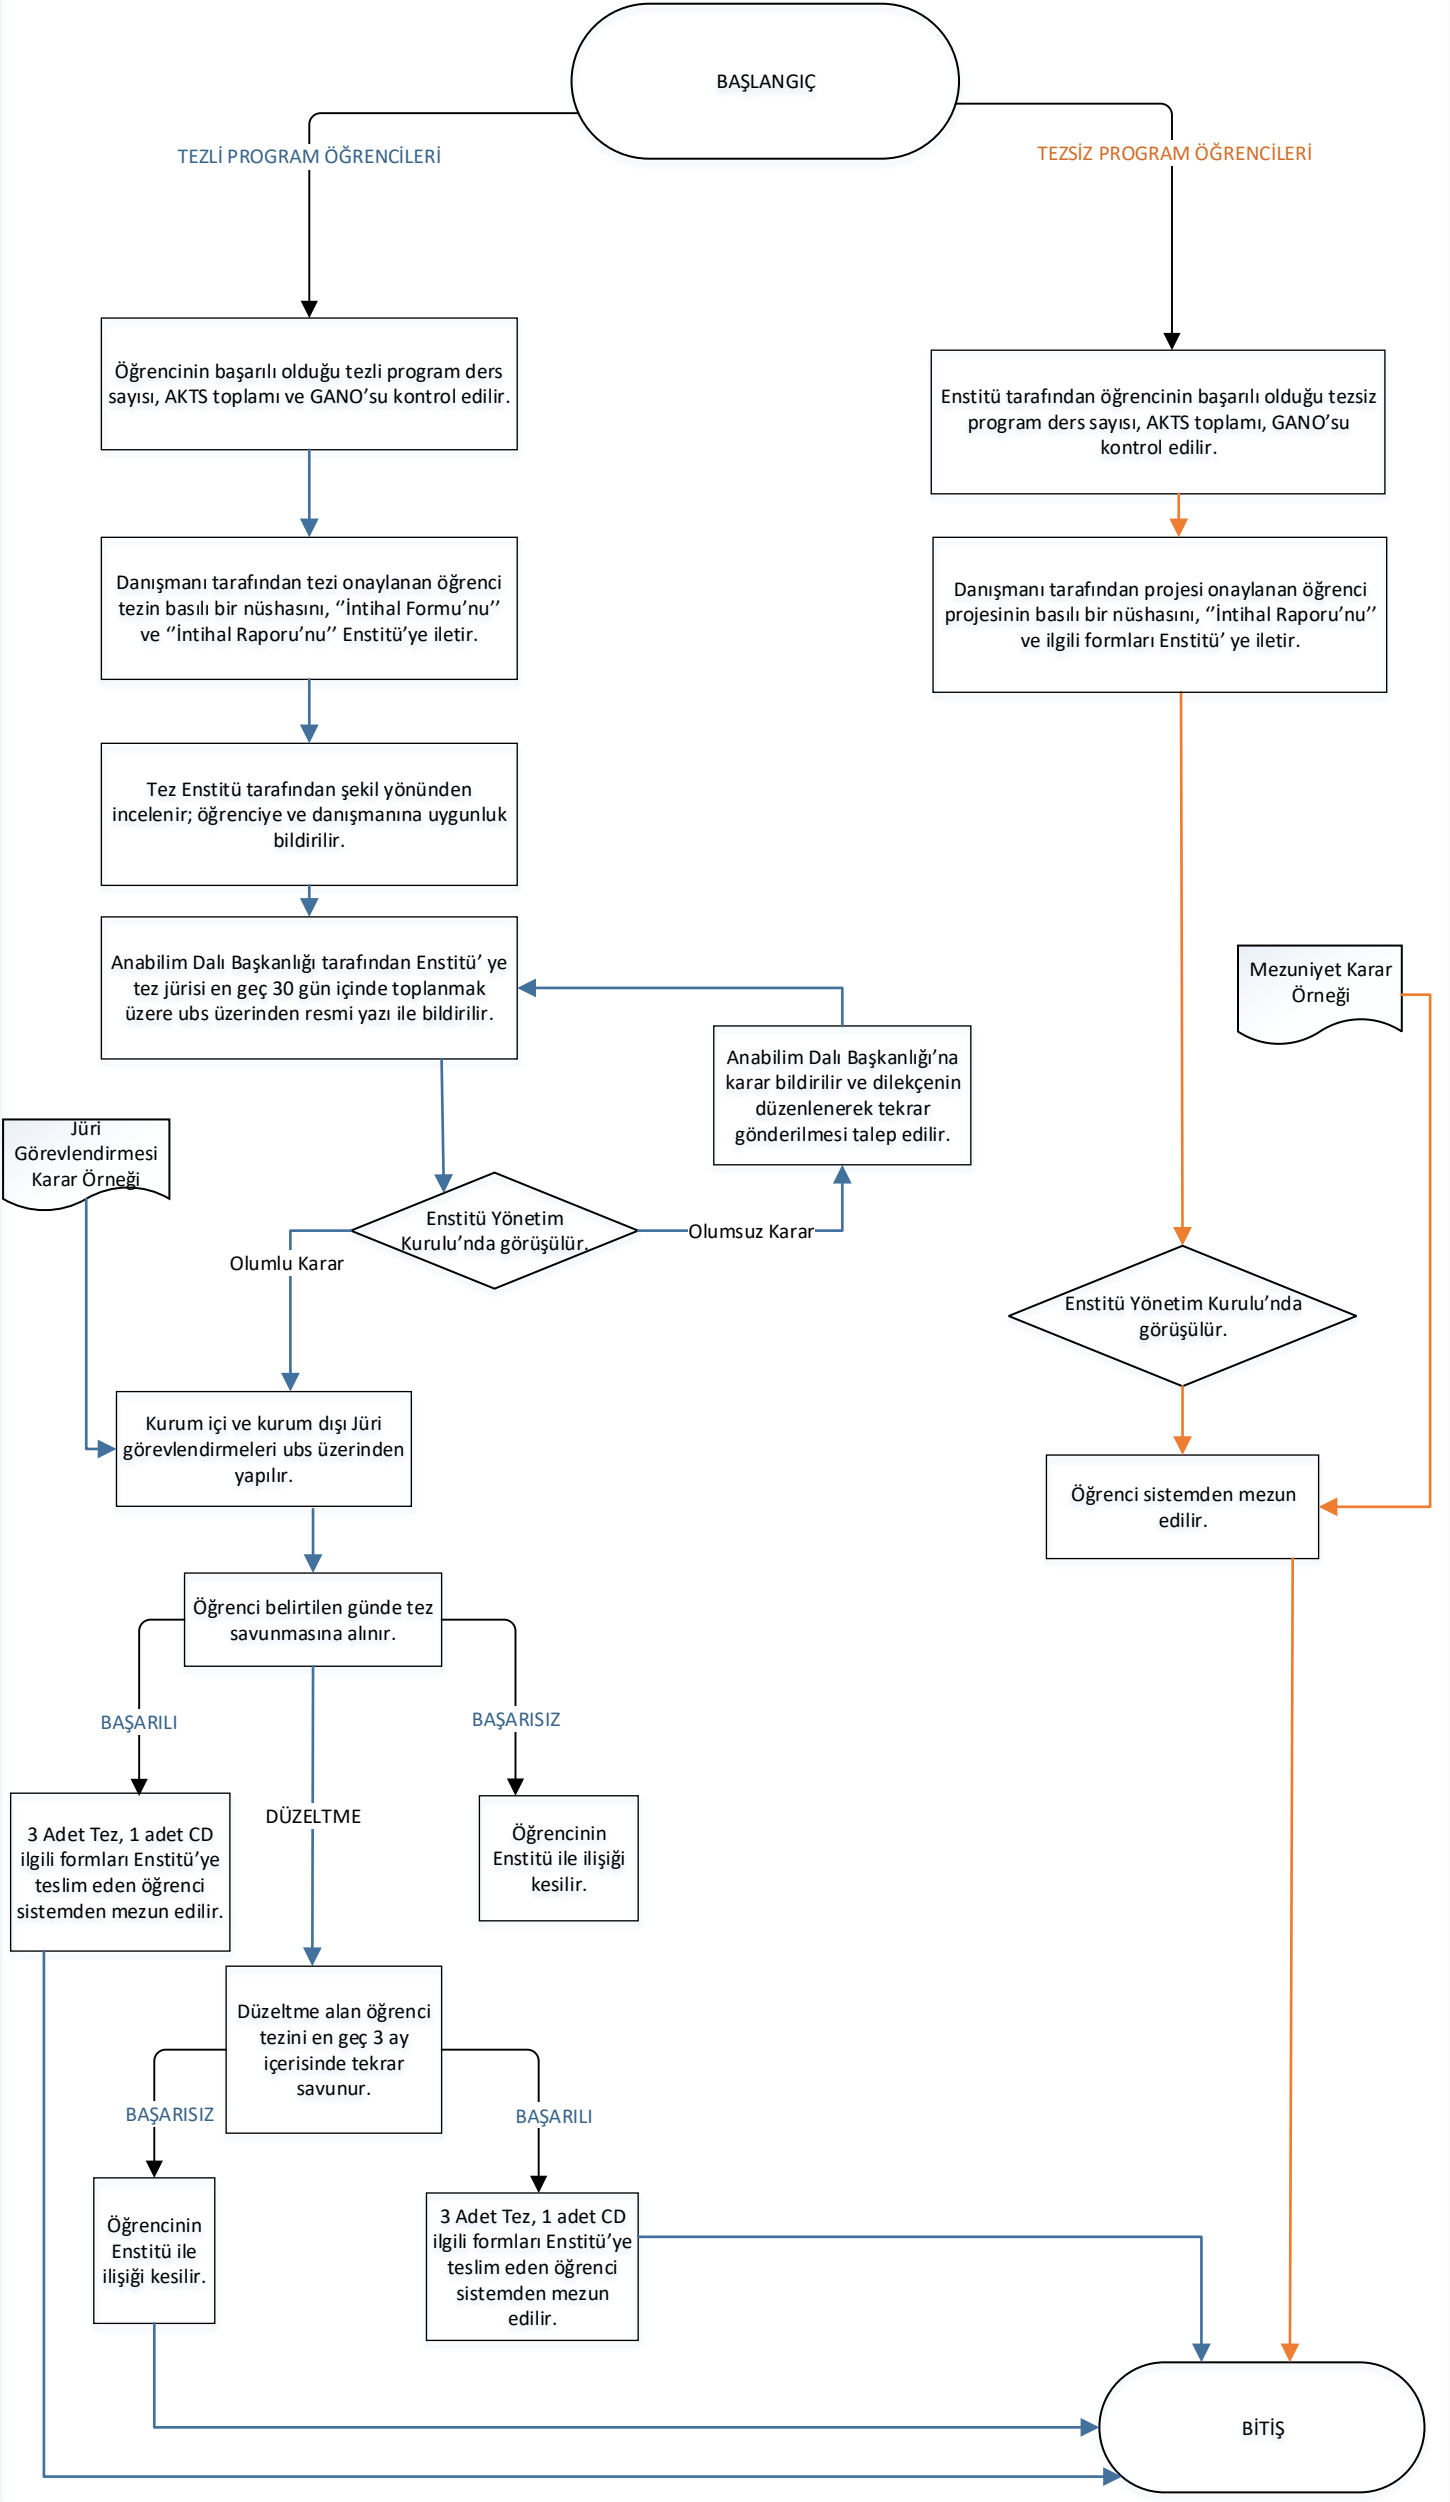 BAŞLANGIÇ
TEZLİ PROGRAM ÖĞRENCİLERİ
TEZSİZ PROGRAM ÖĞRENCİLERİ
Öğrencinin başarılı olduğu tezli program ders
sayısı, AKTS toplamı ve GANO’su kontrol edilir.
Enstitü tarafından öğrencinin başarılı olduğu tezsiz
program ders sayısı, AKTS toplamı, GANO’su
kontrol edilir.
Danışmanı tarafından tezi onaylanan öğrenci
tezin basılı bir nüshasını, ‘’İntihal Formu’nu’’
ve ‘’İntihal Raporu’nu’’ Enstitü’ye iletir.
Danışmanı tarafından projesi onaylanan öğrenci
projesinin basılı bir nüshasını, ‘’İntihal Raporu’nu’’
ve ilgili formları Enstitü’ ye iletir.
Tez Enstitü tarafından şekil yönünden
incelenir; öğrenciye ve danışmanına uygunluk
bildirilir.
Anabilim Dalı Başkanlığı tarafından Enstitü’ ye
tez jürisi en geç 30 gün içinde toplanmak
üzere ubs üzerinden resmi yazı ile bildirilir.
Mezuniyet Karar
Örneği
Anabilim Dalı Başkanlığı’na
karar bildirilir ve dilekçenin
düzenlenerek tekrar
gönderilmesi talep edilir.
Jüri
Görevlendirmesi
Karar Örneği
Enstitü Yönetim
Kurulu’nda görüşülür.
Olumsuz Karar
Olumlu Karar
Enstitü Yönetim Kurulu’nda
görüşülür.
Kurum içi ve kurum dışı Jüri
görevlendirmeleri ubs üzerinden
yapılır.
Öğrenci sistemden mezun
edilir.
Öğrenci belirtilen günde tez
savunmasına alınır.
BAŞARILI
BAŞARISIZ
DÜZELTME
3 Adet Tez, 1 adet CD
ilgili formları Enstitü’ye
teslim eden öğrenci
sistemden mezun edilir.
Öğrencinin
Enstitü ile ilişiği
kesilir.
Düzeltme alan öğrenci
tezini en geç 3 ay
içerisinde tekrar
savunur.
BAŞARISIZ
BAŞARILI
Öğrencinin
Enstitü ile
ilişiği kesilir.
3 Adet Tez, 1 adet CD
ilgili formları Enstitü’ye
teslim eden öğrenci
sistemden mezun
edilir.
BİTİŞ